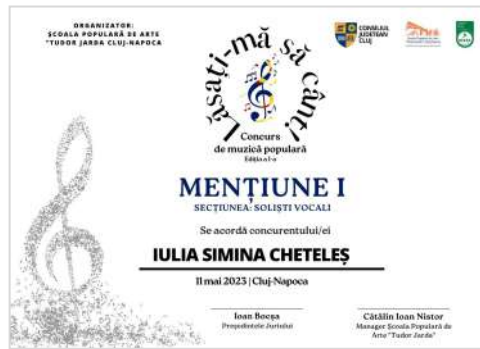 ORGANIZATOR:
ȘCOALA POPULARĂ DE ARTE
"TUDOR JARDA CLUJ-NAPOCA
CONSILIUL
JUDEȚEAN
CLUJ
Lăsați-mă să cânt!
Concurs
de muzică populară
Ediția a I-a
MENȚIUNE I
SECȚIUNEA: SOLIȘTI VOCALI
Se acordă concurentului/ei
IULIA SIMINA CHETELEȘ
11 mai 2023 | Cluj-Napoca
Ioan Bocșa
Președintele Juriului
Cătălin Ioan Nistor
Manager Școala Populară de
Arte "Tudor Jarda"